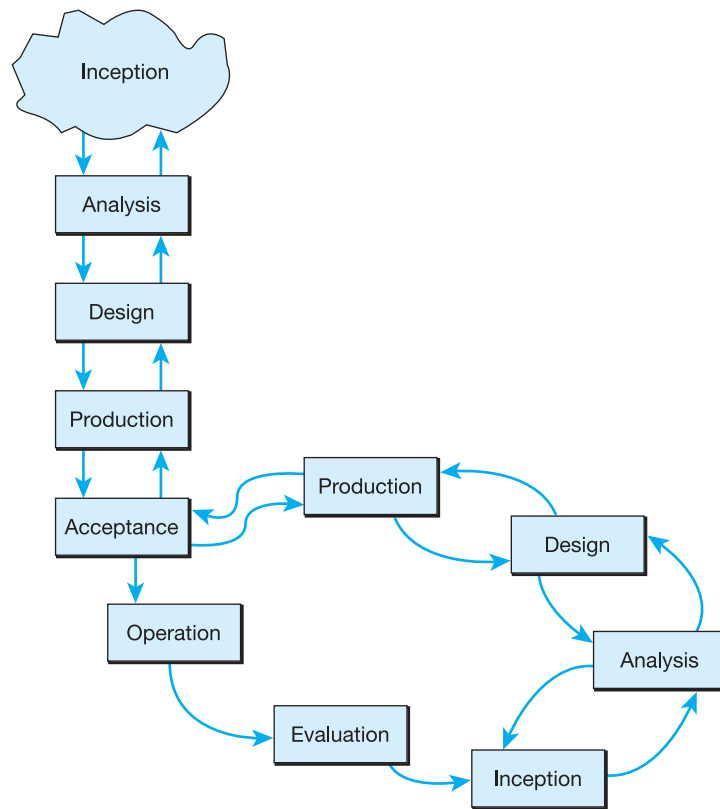 Inception
Analysis
Design
Production
Acceptance
Production
Design
Analysis
Operation
Evaluation
Inception